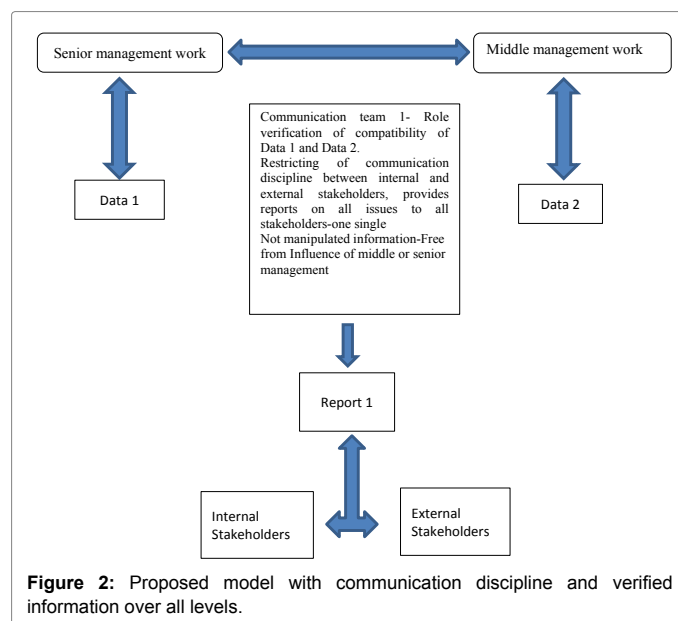 Senior management work
Middle management work
Communication team 1- Role
verification of compatibility of
Data 1 and Data 2.
Restricting of communication
discipline between internal and
external stakeholders, provides
reports on all issues to all
stakeholders-one single
Not manipulated information-Free
from Influence of middle or senior
management
Data 1
Data 2
Report 1
Internal
Stakeholders
External
Stakeholders
Figure 2: Proposed model with communication discipline and verified
information over all levels.